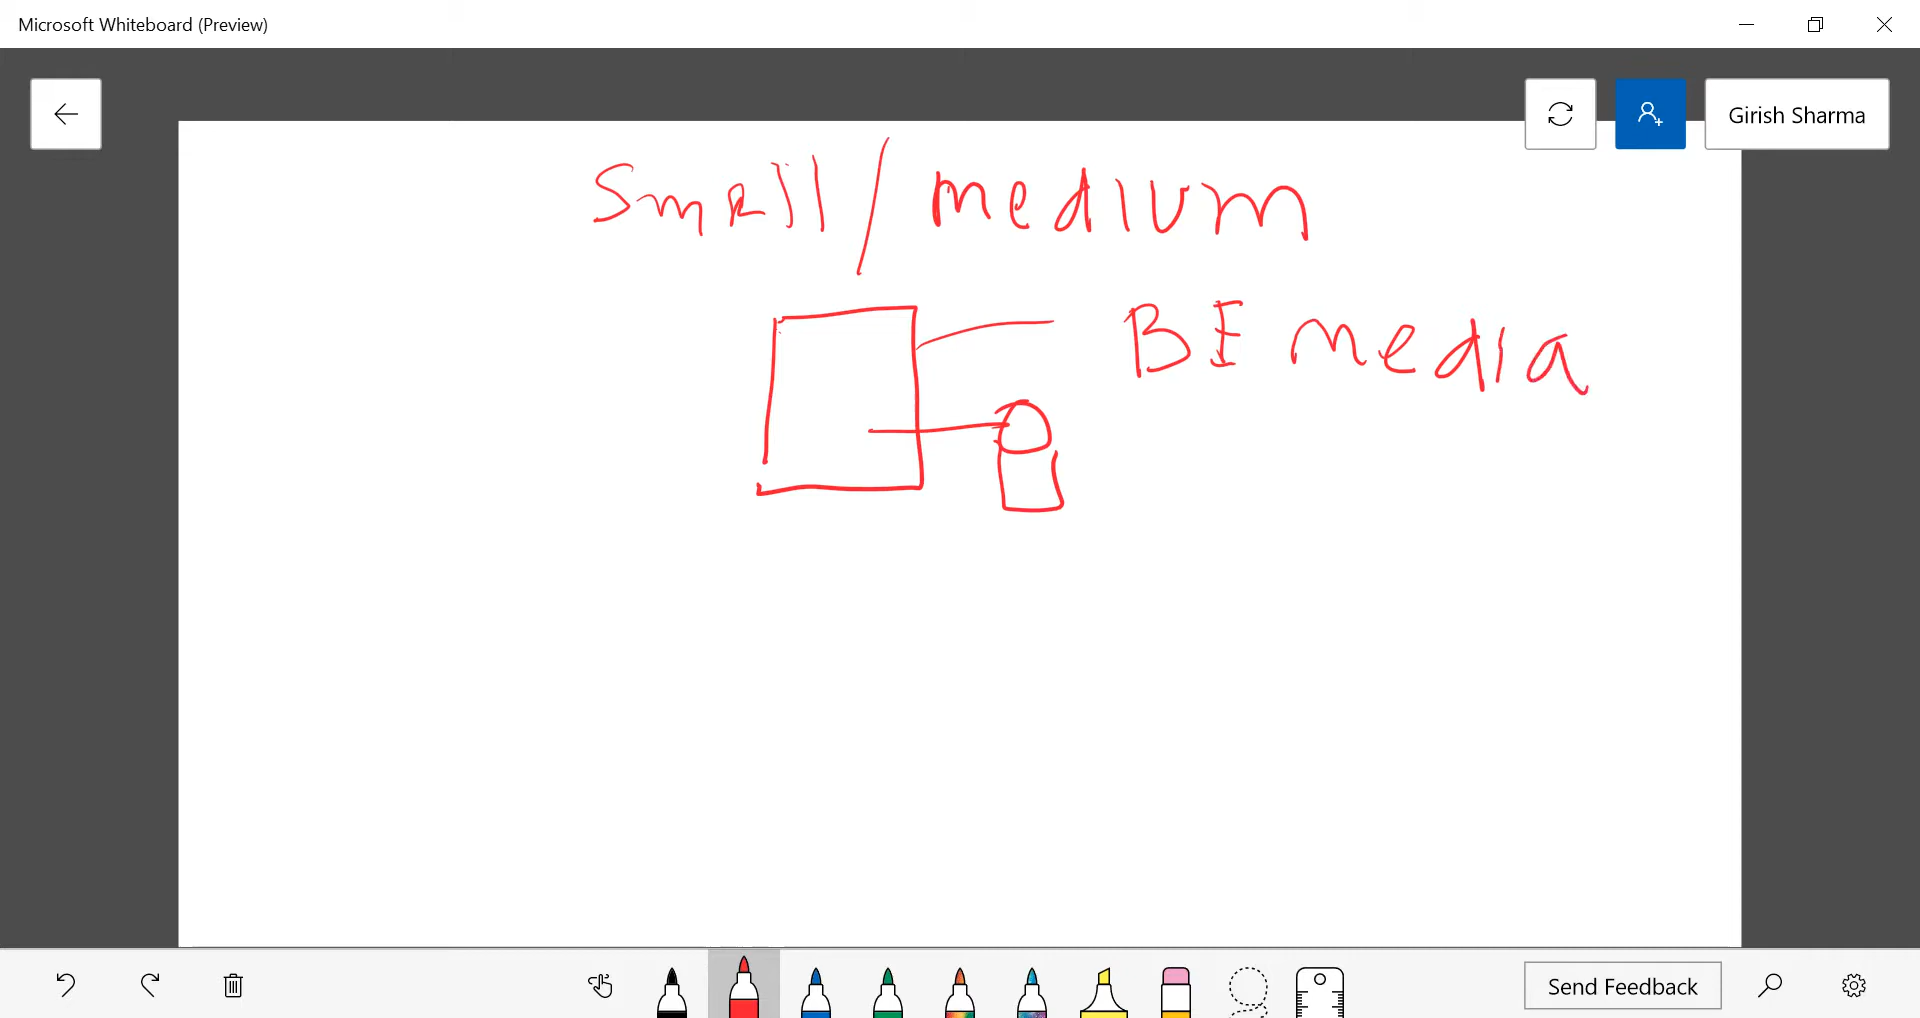 Microsoft Whiteboard (Preview)
Girish Sharma
Small/medium
BE media
Send Feedback